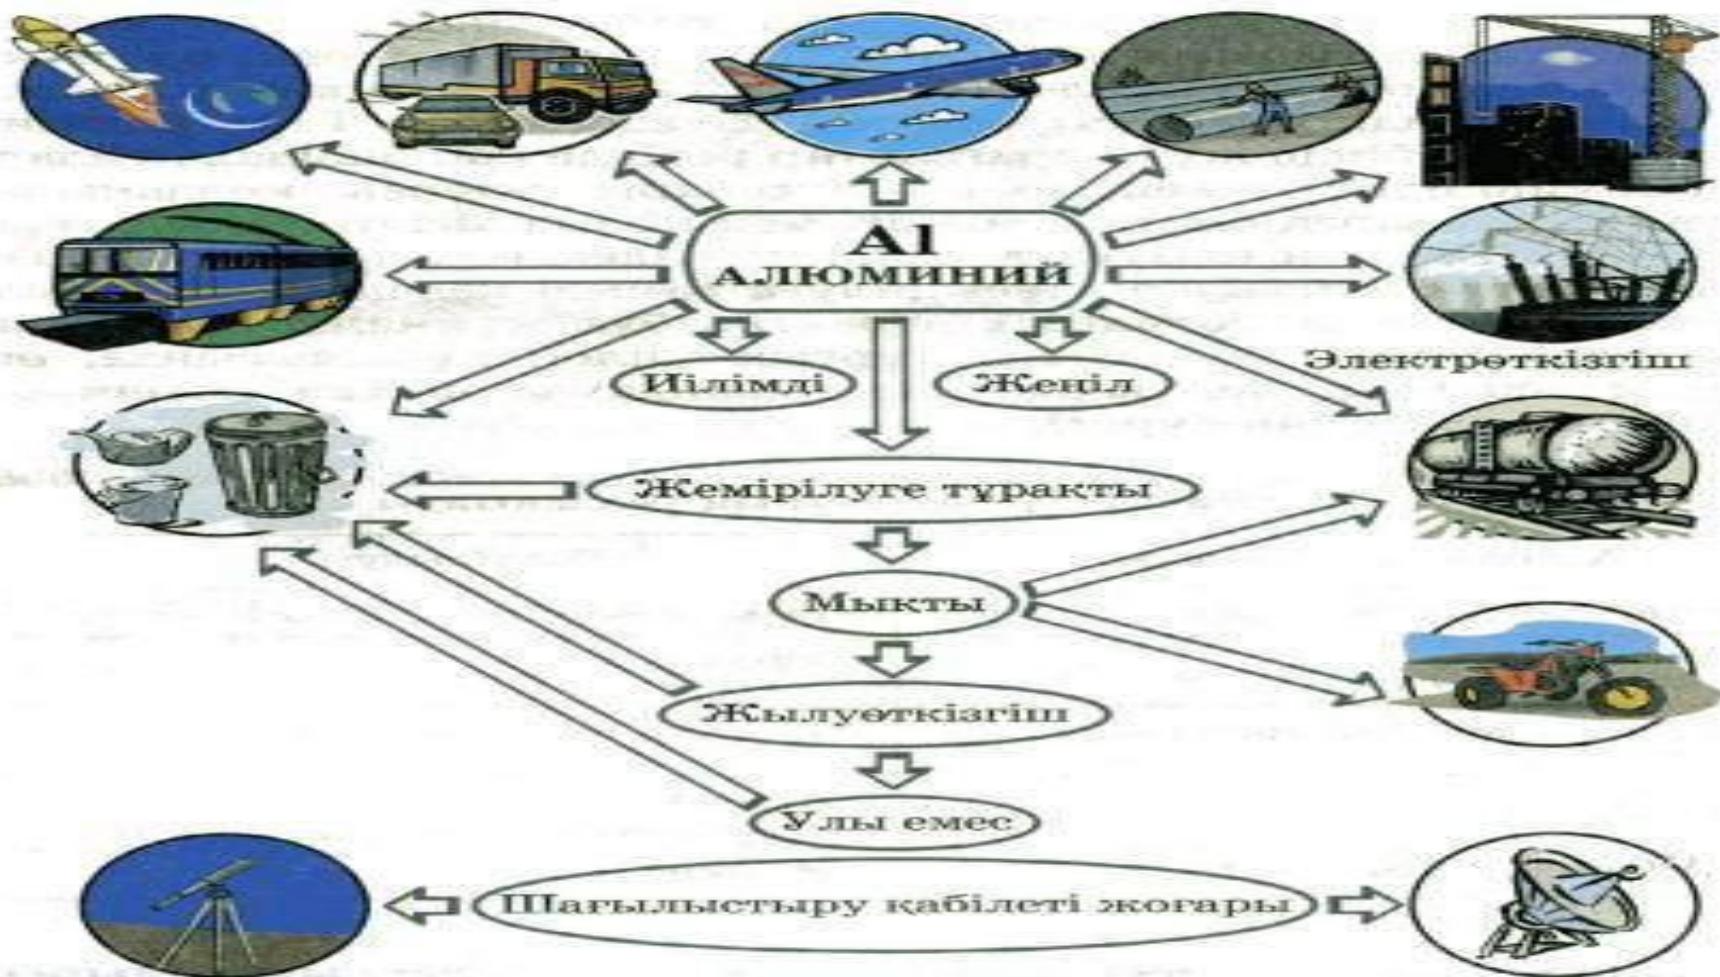 Al
АЛЮМИНИЙ
Электрөткізгіш
Иілімді
Жеңіл
Жемірілуге тұрақты
Мықты
Жылуөткізгіш
Улы емес
Шағылыстыру қабілеті жоғары